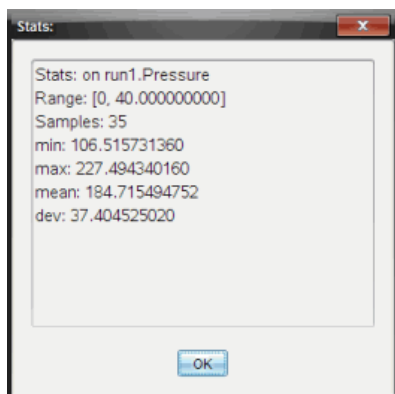 Stats:
Stats: on run1.Pressure
Range: [0, 40.000000000]
Samples: 35
min: 106.515731360
max: 227.494340160
mean: 184.715494752
dev: 37.404525020
OK